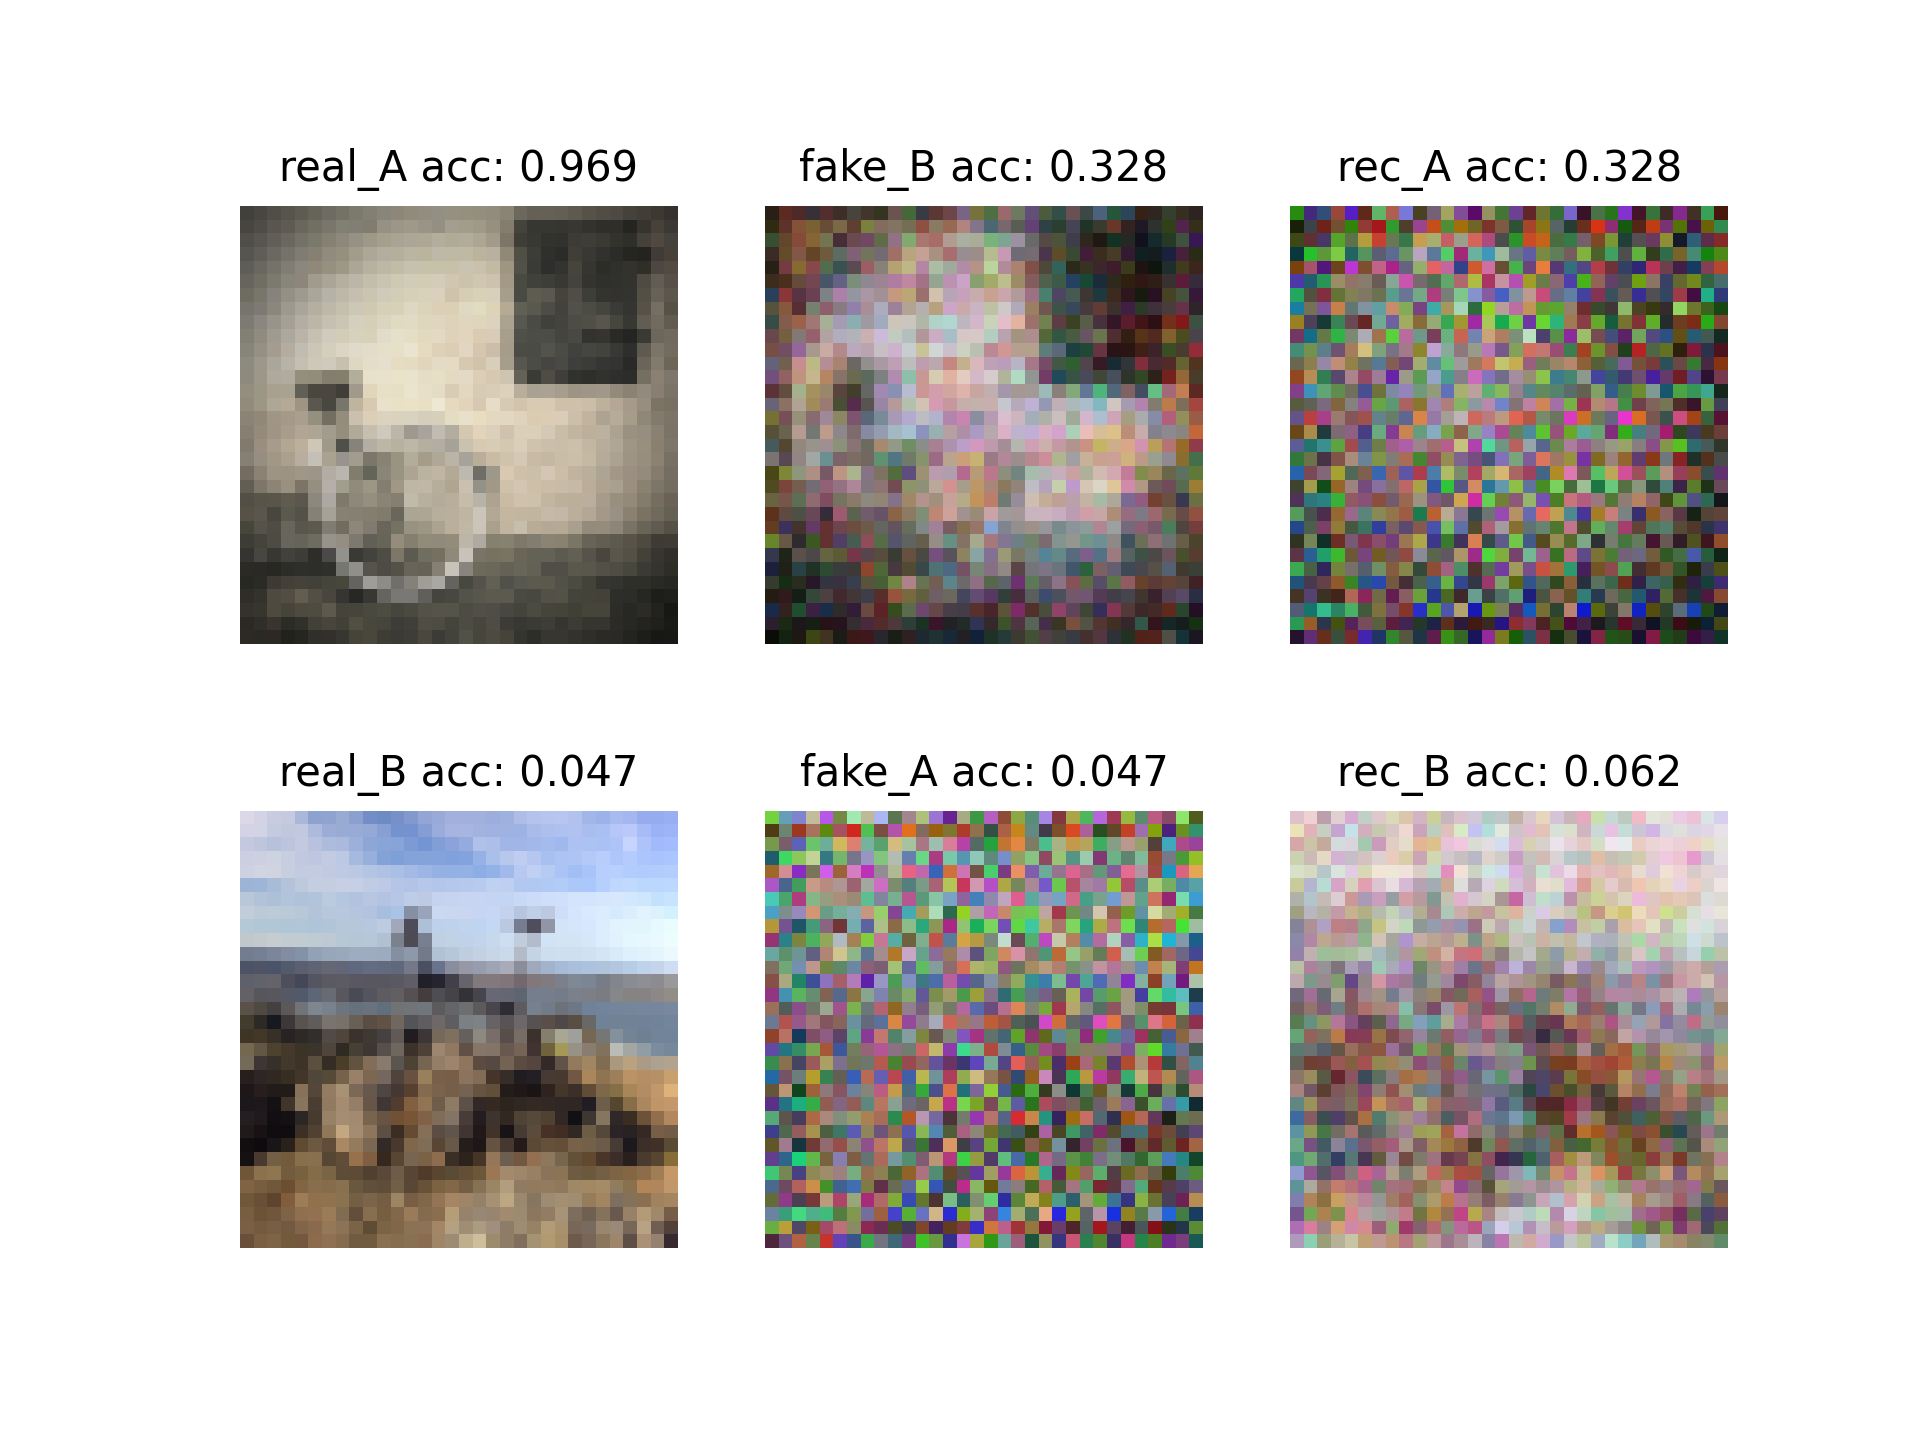 real_A acc: 0.969
fake_B acc: 0.328
rec_A acc: 0.328
real_B acc: 0.047
fake_A acc: 0.047
rec_B acc: 0.062